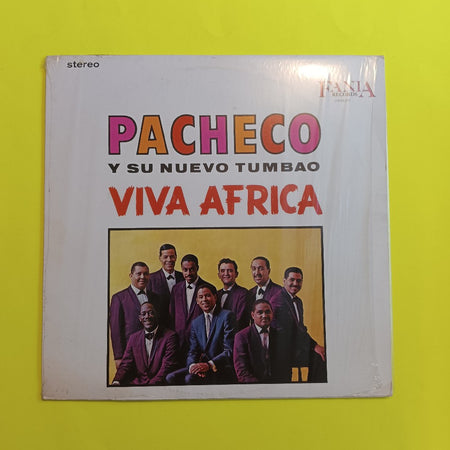 stereo
FANIA
RECORDS
PACHECO
Y SU NUEVO TUMBAO
VIVA AFRICA